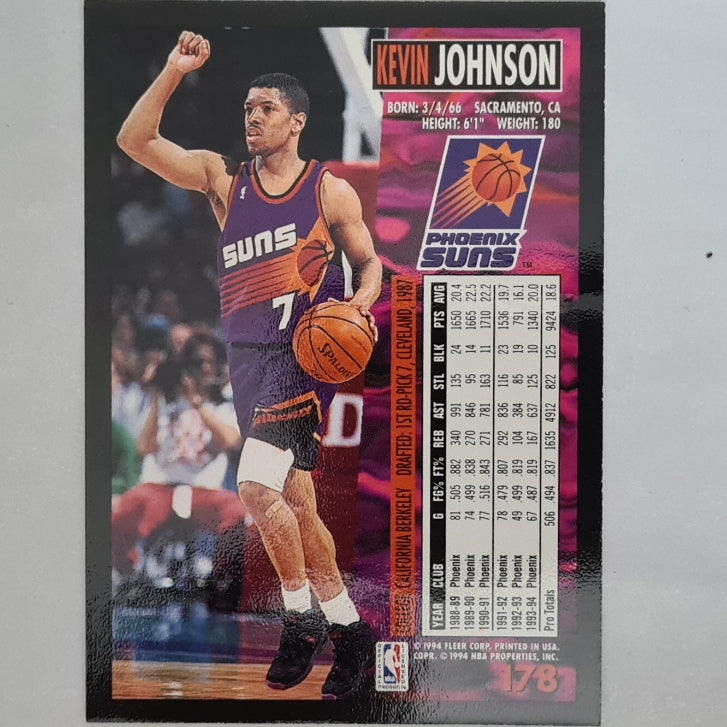 KEVIN JOHNSON
BORN: 3/4/66 SACRAMENTO, CA
HEIGHT: 6'1" WEIGHT: 180
PHOENIX
SUNS™
SUNS
7
SPALDING
D
CALIFORNIA BERKELEY DRAFTED: 1ST RD-PICK 7, CLEVELAND, 1987
YEAR CLUB G FG% FT% REB AST STL BLK PTS AVG
1988-89 Phoenix 81 .505 .882 340 991 135 24 1650 20.4
1989-90 Phoenix 74 .499 .838 270 846 95 14 1665 22.5
1990-91 Phoenix 77 .516 .843 271 781 163 11 1710 22.2
1991-92 Phoenix 78 .479 .807 292 836 116 23 1536 19.7
1992-93 Phoenix 49 .499 .819 104 384 85 19 791 16.1
1993-94 Phoenix 67 .487 .819 167 637 125 10 1340 20.0
Pro Totals 506 .494 .837 1635 4912 822 125 9424 18.6
OFFICIAL LICENSED PRODUCT
NBA
© 1994 FLEER CORP. PRINTED IN USA.
COPR. © 1994 NBA PROPERTIES, INC.
178